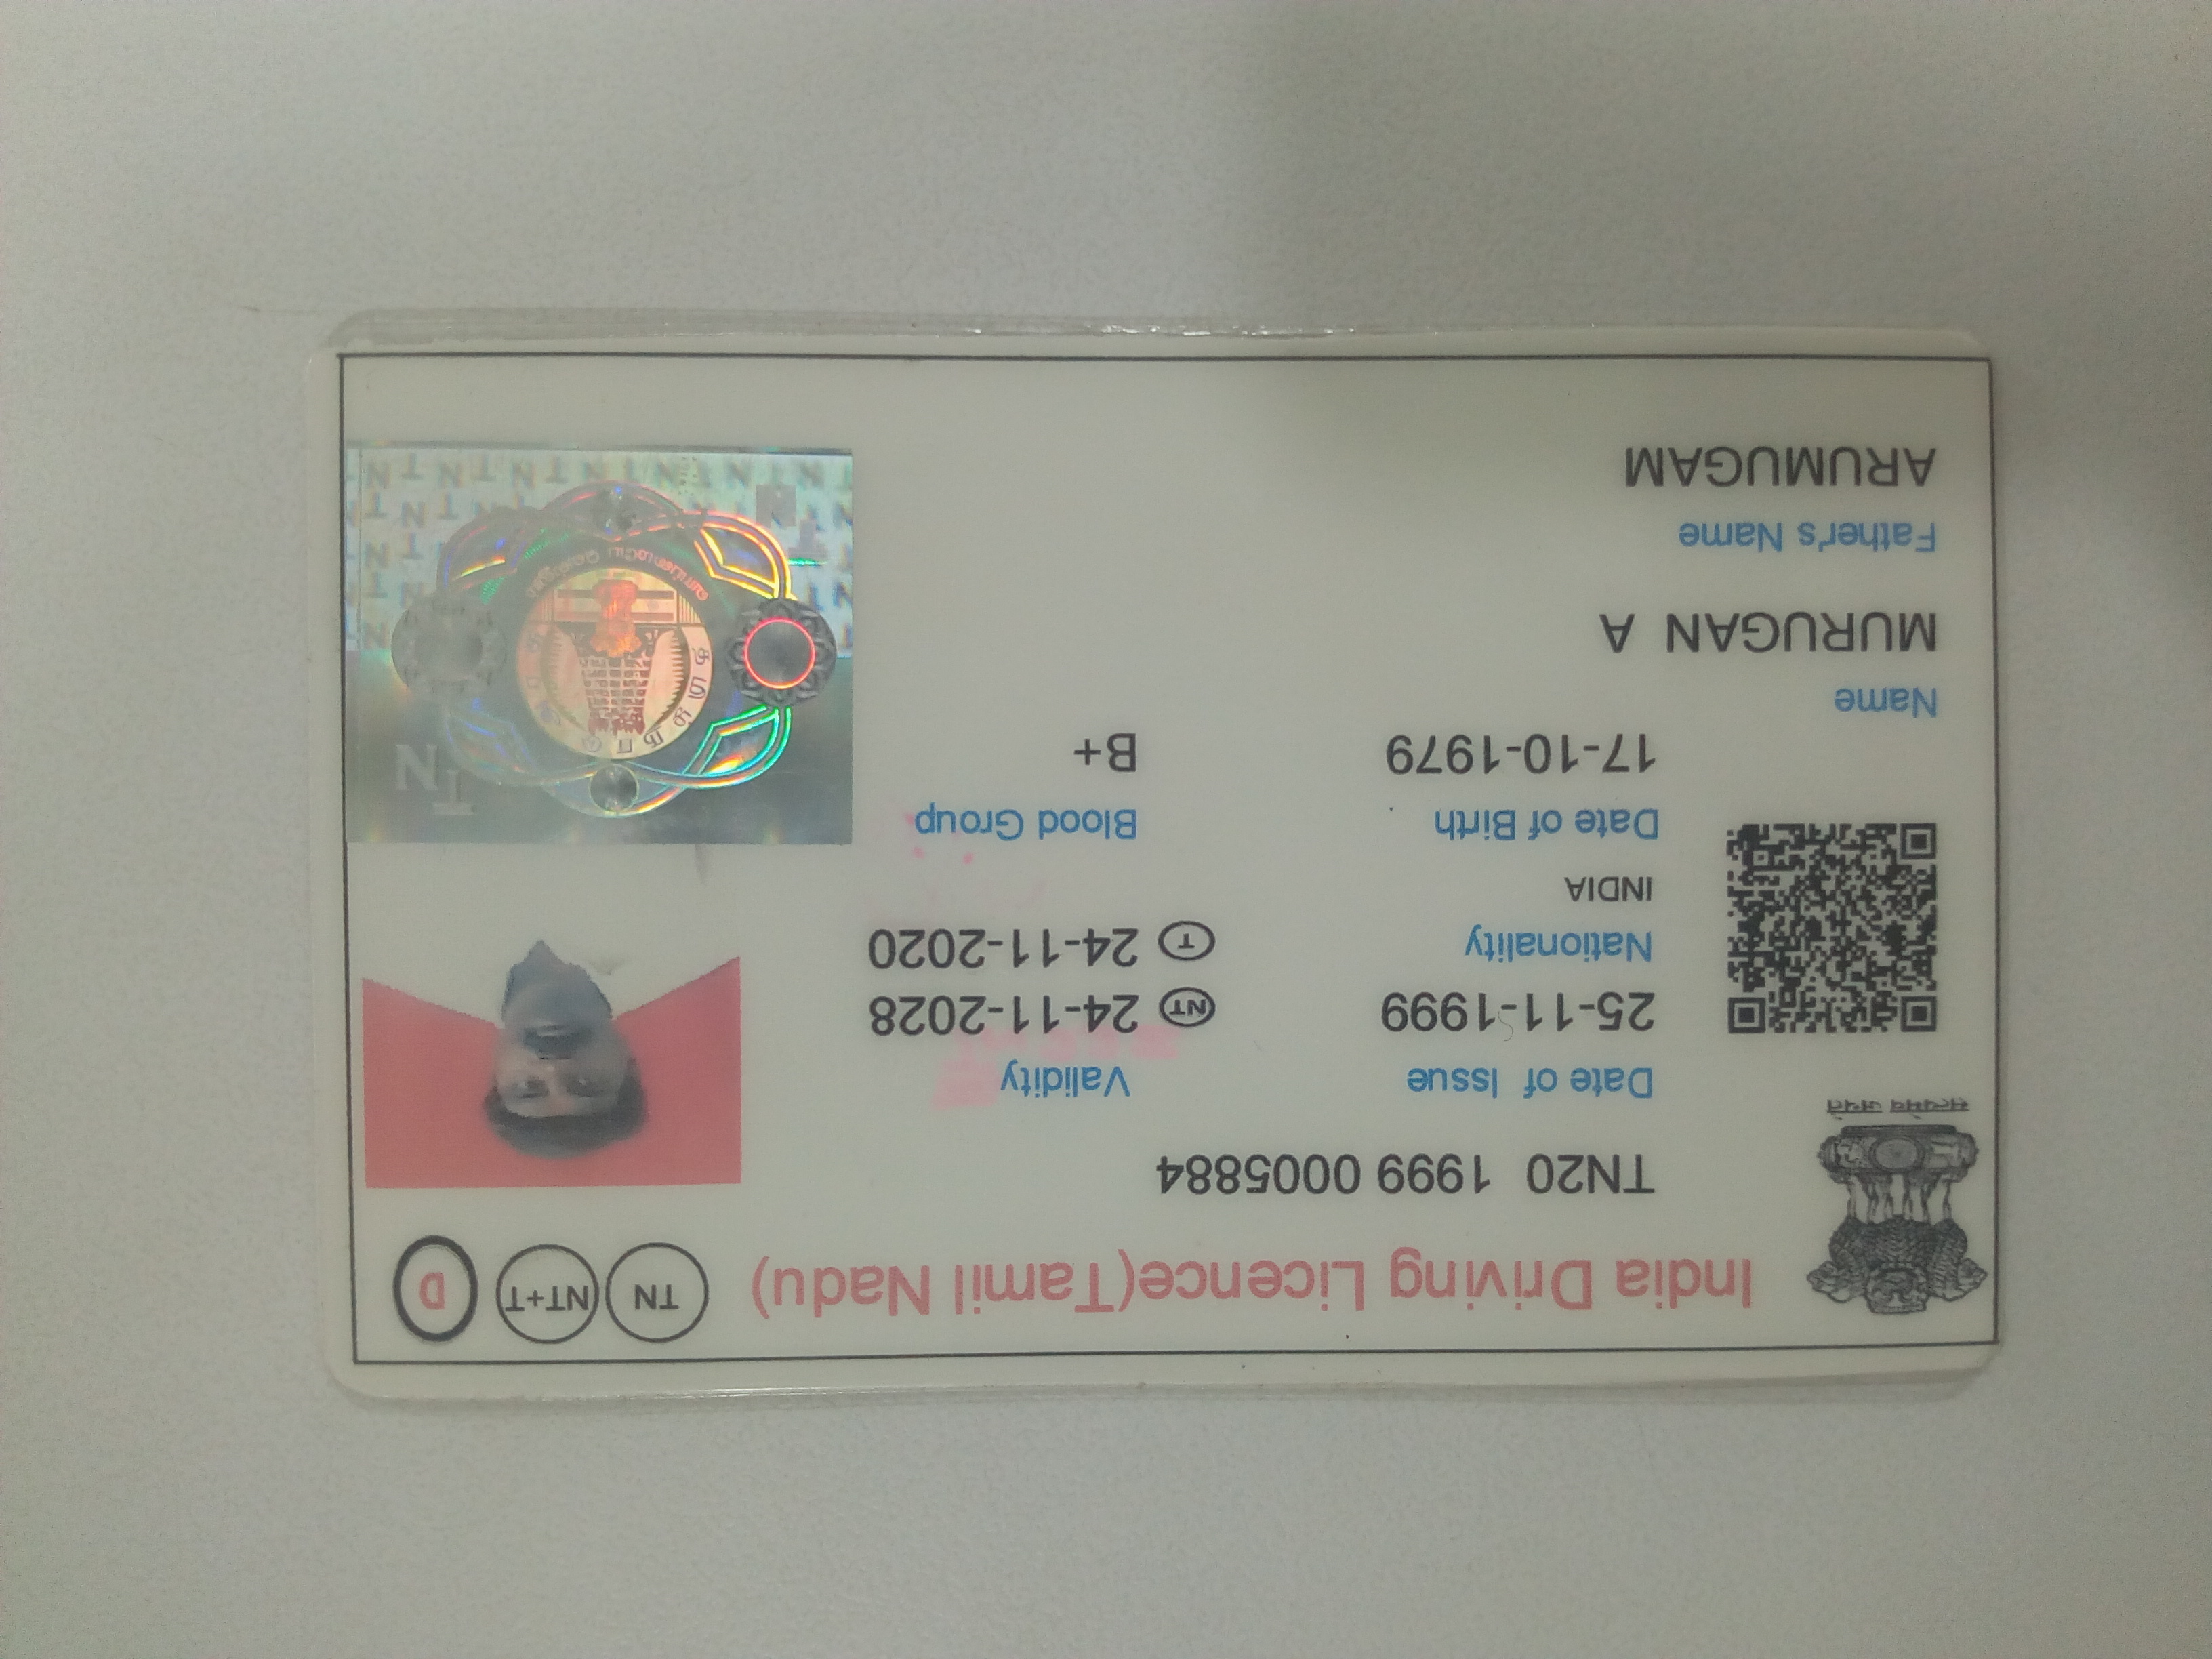 India Driving Licence(Tamil Nadu)
TN
NT+T
D
TN20 1999 0005884
सत्यमेव जयते
Date of Issue
Validity
25-11-1999
NT 24-11-2028
T 24-11-2020
Nationality
INDIA
Date of Birth
Blood Group
17-10-1979
B+
Name
MURUGAN A
Father's Name
ARUMUGAM
TN